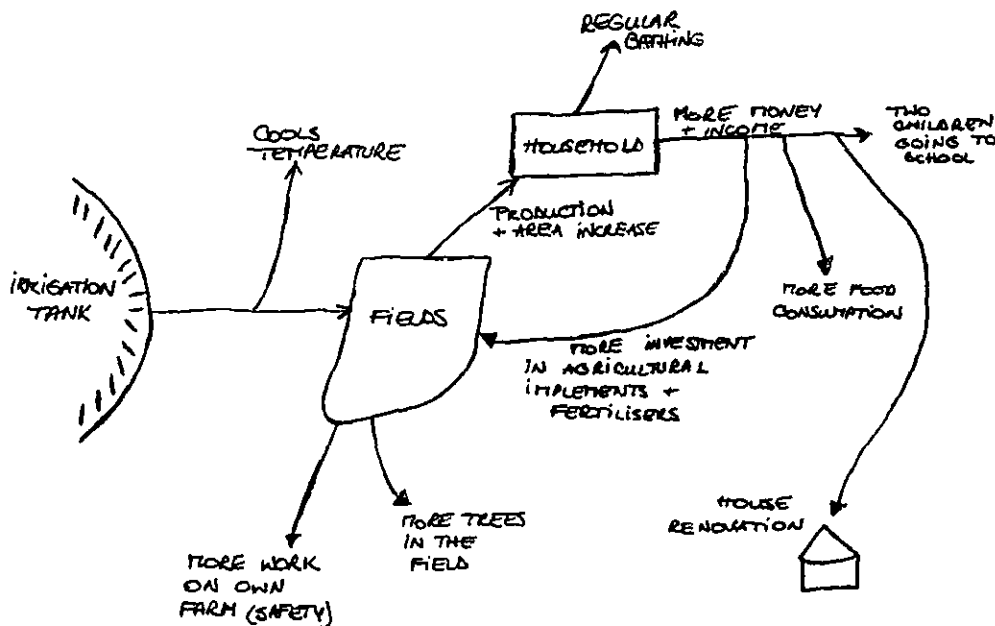 REGULAR
BATHING
COOLS
TEMPERATURE
HOUSEHOLD
MORE MONEY
+ INCOME
TWO
CHILDREN
GOING TO
SCHOOL
PRODUCTION
+ AREA INCREASE
IRRIGATION
TANK
FIELDS
MORE FOOD
CONSUMATION
MORE INVESTMENT
IN AGRICULTURAL
IMPLEMENTS +
FERTILISERS
MORE TREES
IN THE
FIELD
HOUSE
RENOVATION
MORE WORK
ON OWN
FARM (SAFETY)